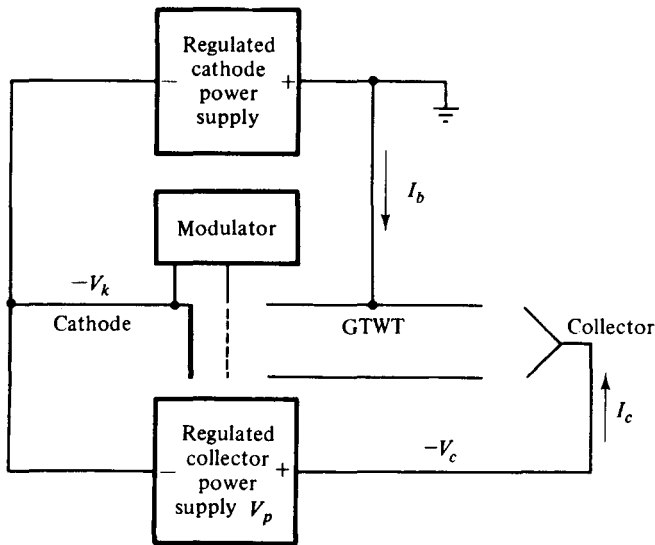 Regulated
cathode
− power +
supply
I_b
Modulator
−V_k
Cathode
GTWT
Collector
Regulated
collector
− power +
supply V_p
−V_c
I_c